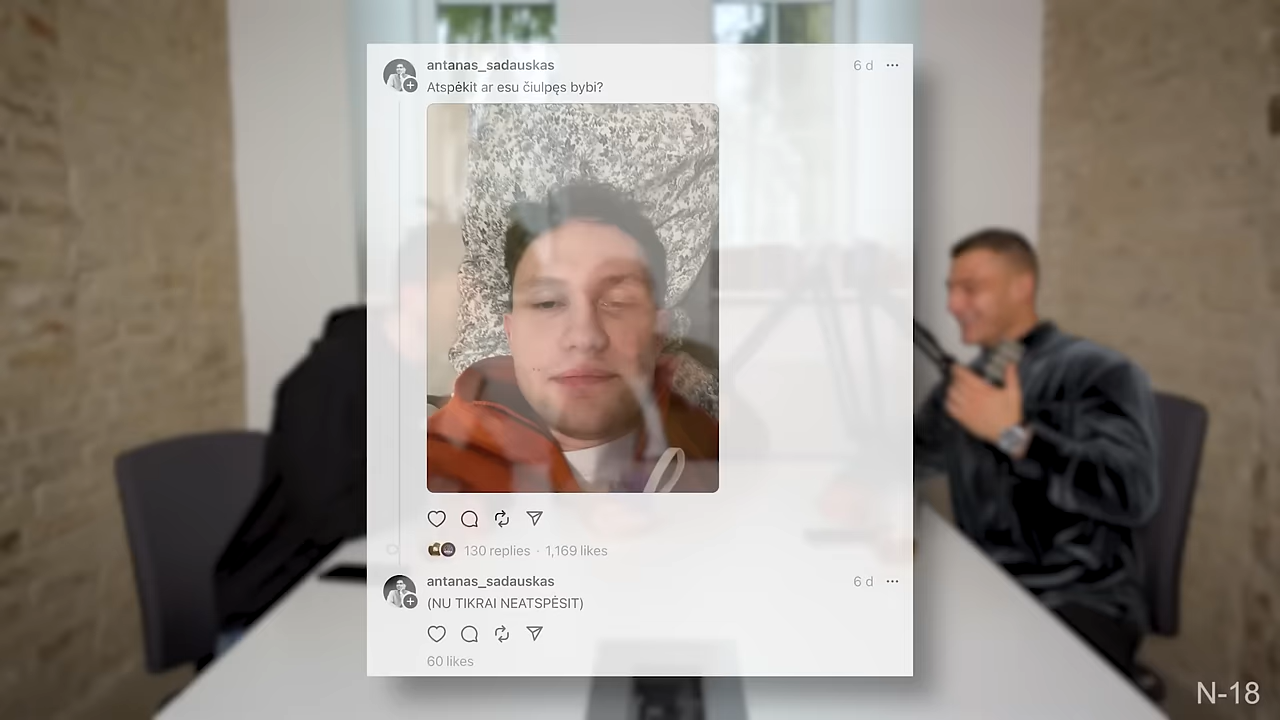 antanas_sadauskas 6 d
Atspėkit ar esu čiulpęs bybi?
130 replies · 1,169 likes
antanas_sadauskas 6 d
(NU TIKRAI NEATSPĖSIT)
60 likes
N-18